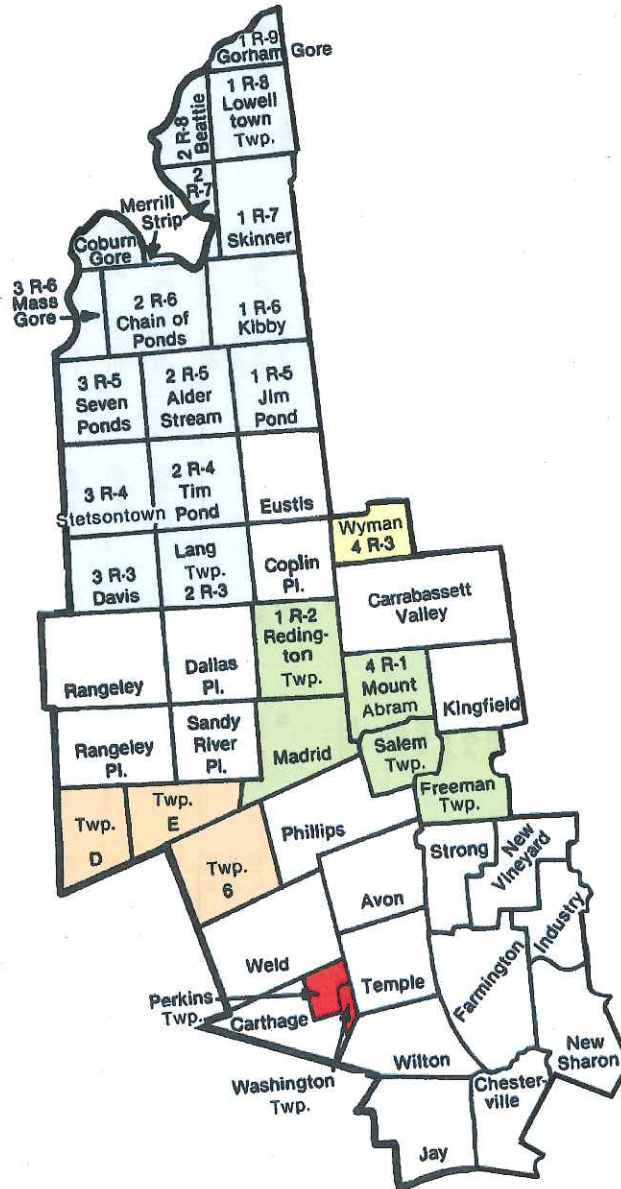 1 R-9
Gorham Gore
1 R-8
Lowell
town
Twp.
2 R-8
Beattie
2
R-7
Merrill
Strip
1 R-7
Skinner
Coburn
Gore
3 R-6
Mass
Gore
2 R-6
Chain of
Ponds
1 R-6
Kibby
3 R-5
Seven
Ponds
2 R-5
Alder
Stream
1 R-5
Jim
Pond
3 R-4
Stetsontown
2 R-4
Tim
Pond
Eustis
Wyman
4 R-3
3 R-3
Davis
Lang
Twp.
2 R-3
Coplin
Pl.
Carrabassett
Valley
1 R-2
Reding-
ton
Twp.
Rangeley
Dallas
Pl.
4 R-1
Mount
Abram
Kingfield
Rangeley
Pl.
Sandy
River
Pl.
Madrid
Salem
Twp.
Freeman
Twp.
Twp.
D
Twp.
E
Twp.
6
Phillips
Strong
New
Vineyard
Avon
Industry
Weld
Temple
Farmington
Perkins
Twp.
Carthage
Wilton
New
Sharon
Washington
Twp.
Chester-
ville
Jay